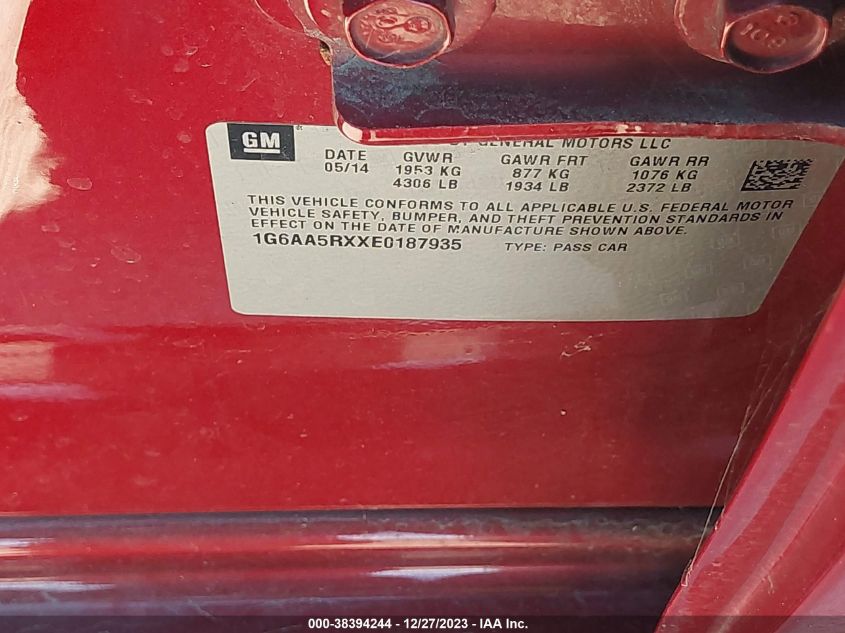 GM
BY GENERAL MOTORS LLC
DATE GVWR GAWR FRT GAWR RR
05/14 1953 KG 877 KG 1076 KG
4306 LB 1934 LB 2372 LB
THIS VEHICLE CONFORMS TO ALL APPLICABLE U.S. FEDERAL MOTOR
VEHICLE SAFETY, BUMPER, AND THEFT PREVENTION STANDARDS IN
EFFECT ON THE DATE OF MANUFACTURE SHOWN ABOVE.
1G6AA5RXXE0187935 TYPE: PASS CAR
000-38394244 - 12/27/2023 - IAA Inc.